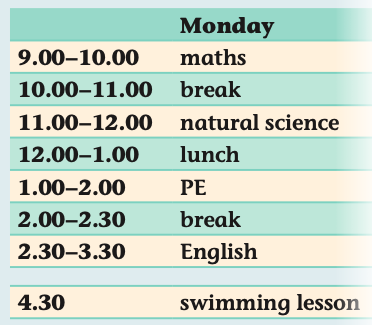 Monday
9.00–10.00 maths
10.00–11.00 break
11.00–12.00 natural science
12.00–1.00 lunch
1.00–2.00 PE
2.00–2.30 break
2.30–3.30 English
4.30 swimming lesson